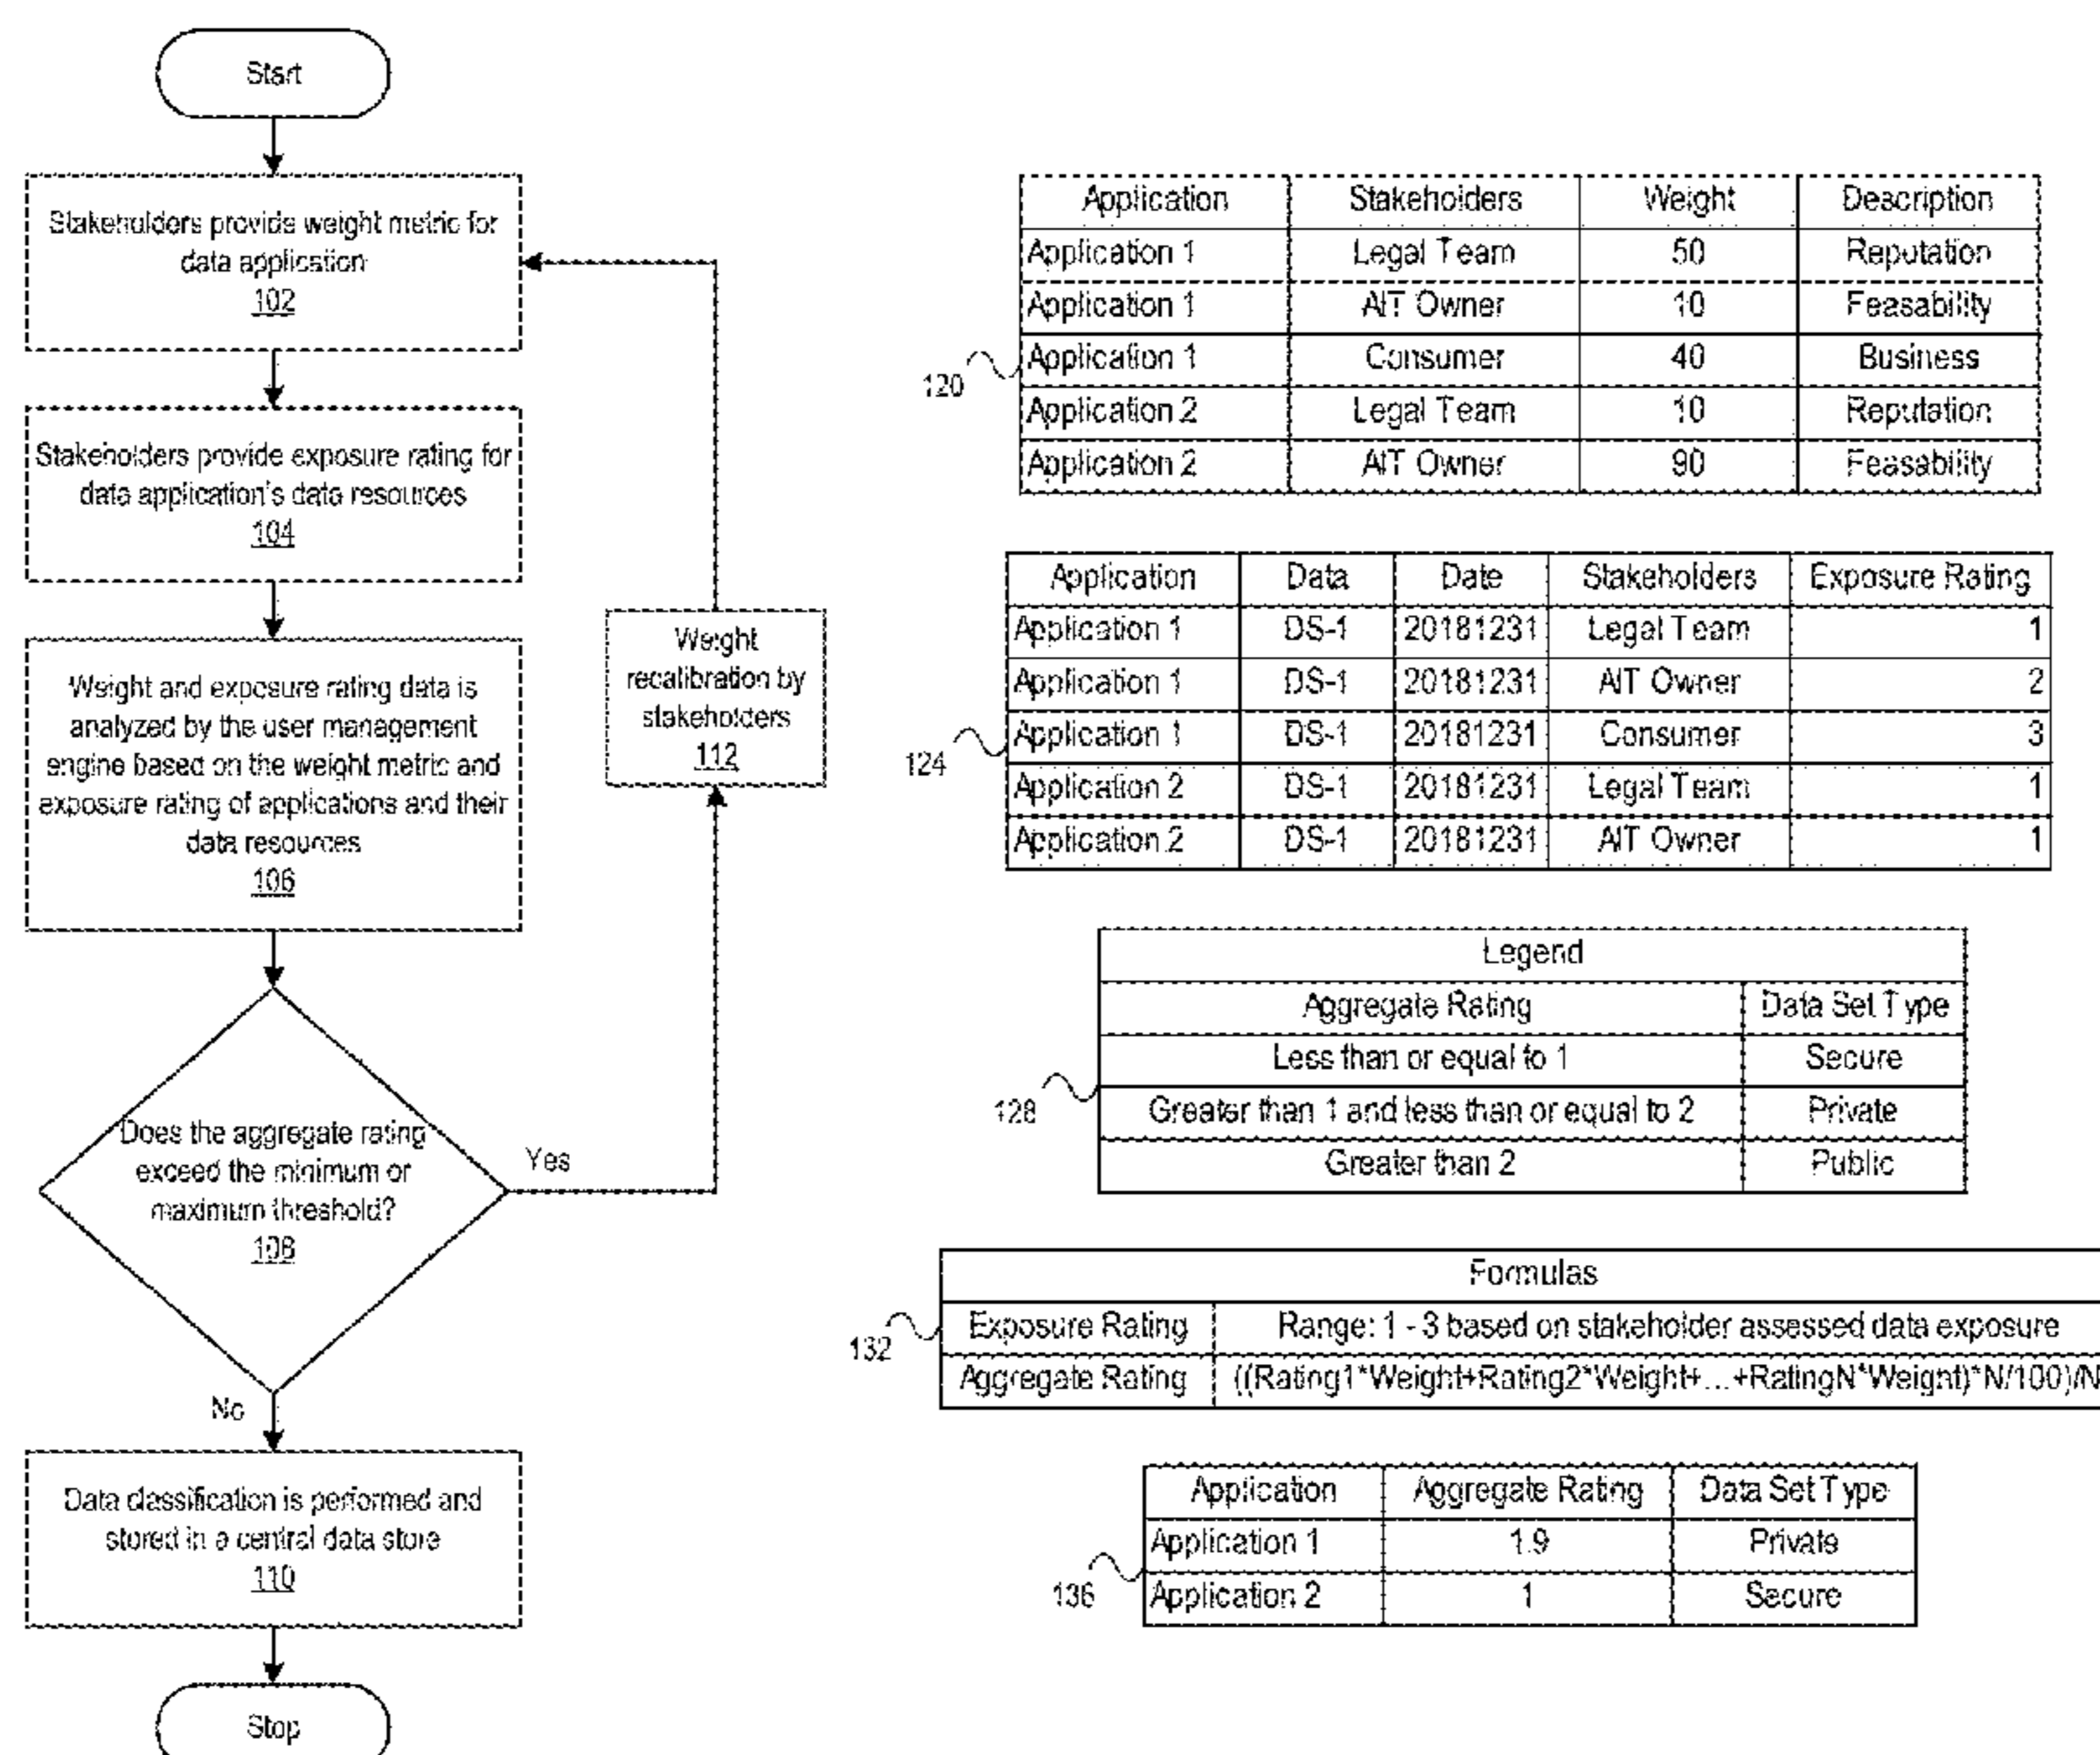 Start
Stakeholders provide weight metric for
data application
102
Stakeholders provide exposure rating for
data application's data resources
104
Weight and exposure rating data is
analyzed by the user management
engine based on the weight metric and
exposure rating of applications and their
data resources
106
Weight
recalibration by
stakeholders
112
Does the aggregate rating
exceed the minimum or
maximum threshold?
108
Yes
No
Data classification is performed and
stored in a central data store
110
Stop
120
Application Stakeholders Weight Description
Application 1 Legal Team 50 Reputation
Application 1 AIT Owner 10 Feasability
Application 1 Consumer 40 Business
Application 2 Legal Team 10 Reputation
Application 2 AIT Owner 90 Feasability
124
Application Data Date Stakeholders Exposure Rating
Application 1 DS-1 20181231 Legal Team 1
Application 1 DS-1 20181231 AIT Owner 2
Application 1 DS-1 20181231 Consumer 3
Application 2 DS-1 20181231 Legal Team 1
Application 2 DS-1 20181231 AIT Owner 1
128
Legend
Aggregate Rating Data Set Type
Less than or equal to 1 Secure
Greater than 1 and less than or equal to 2 Private
Greater than 2 Public
132
Formulas
Exposure Rating Range: 1 - 3 based on stakeholder assessed data exposure
Aggregate Rating ((Rating1*Weight+Rating2*Weight+...+RatingN*Weight)*N/100)/N
136
Application Aggregate Rating Data Set Type
Application 1 1.9 Private
Application 2 1 Secure